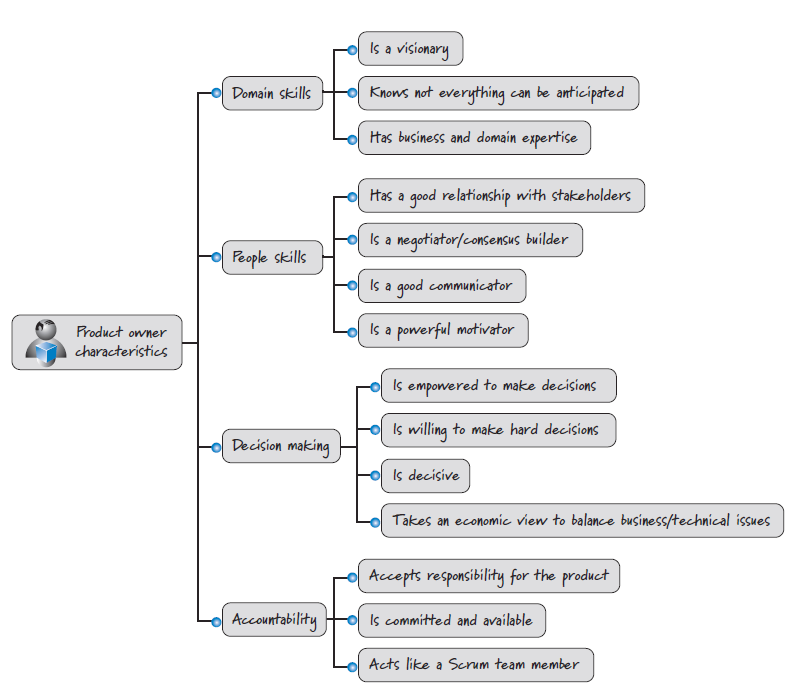 Product owner
characteristics
Domain skills
Is a visionary
Knows not everything can be anticipated
Has business and domain expertise
People skills
Has a good relationship with stakeholders
Is a negotiator/consensus builder
Is a good communicator
Is a powerful motivator
Decision making
Is empowered to make decisions
Is willing to make hard decisions
Is decisive
Takes an economic view to balance business/technical issues
Accountability
Accepts responsibility for the product
Is committed and available
Acts like a Scrum team member